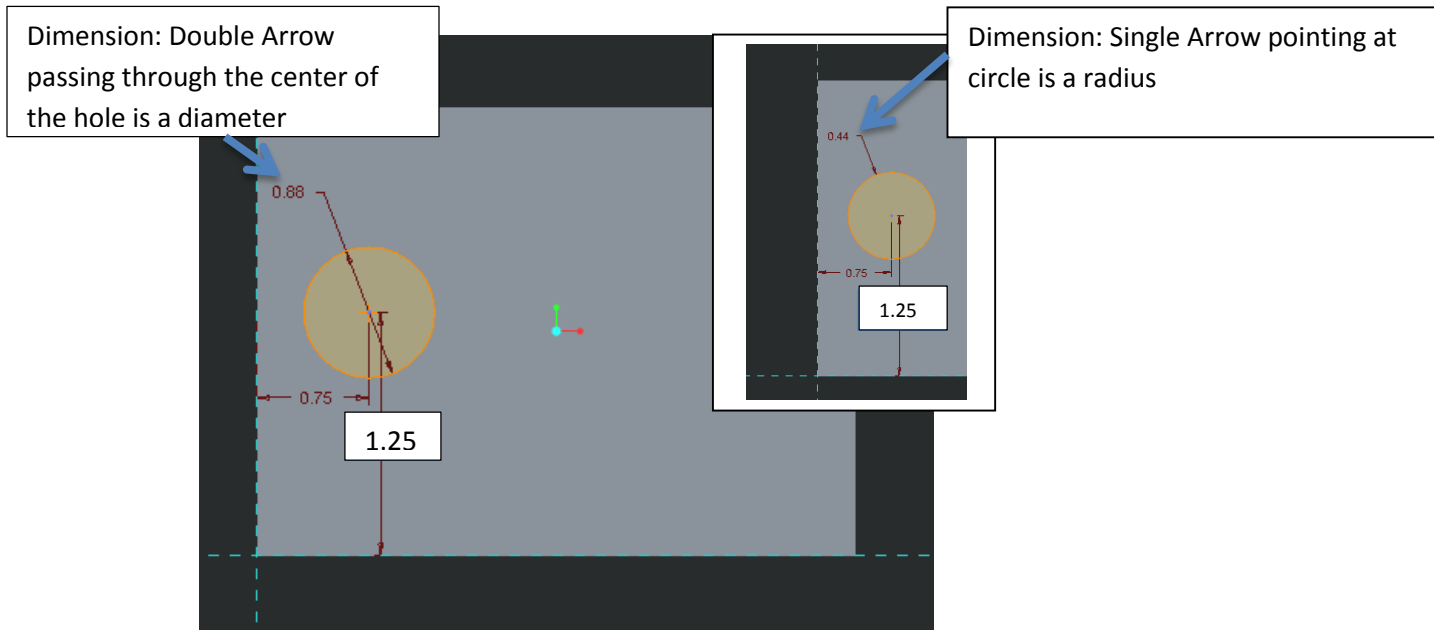 Dimension: Double Arrow
passing through the center of
the hole is a diameter
Dimension: Single Arrow pointing at
circle is a radius
0.88
0.75
1.25
0.44
0.75
1.25